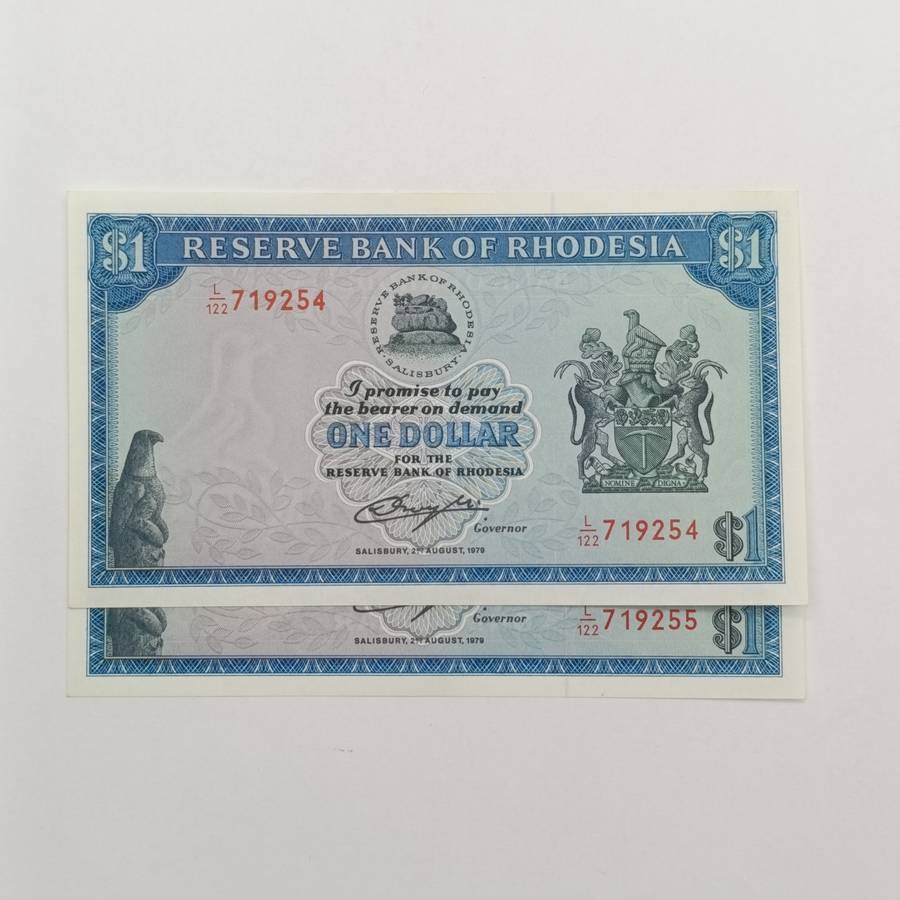 $1 RESERVE BANK OF RHODESIA $1
L/122 719254
RESERVE BANK OF RHODESIA
· SALISBURY ·
I promise to pay
the bearer on demand
ONE DOLLAR
FOR THE
RESERVE BANK OF RHODESIA
NOMINE DIGNA
Governor
L/122 719254
$1
SALISBURY, 2ND AUGUST, 1979
Governor
L/122 719255
$1
SALISBURY, 2ND AUGUST, 1979